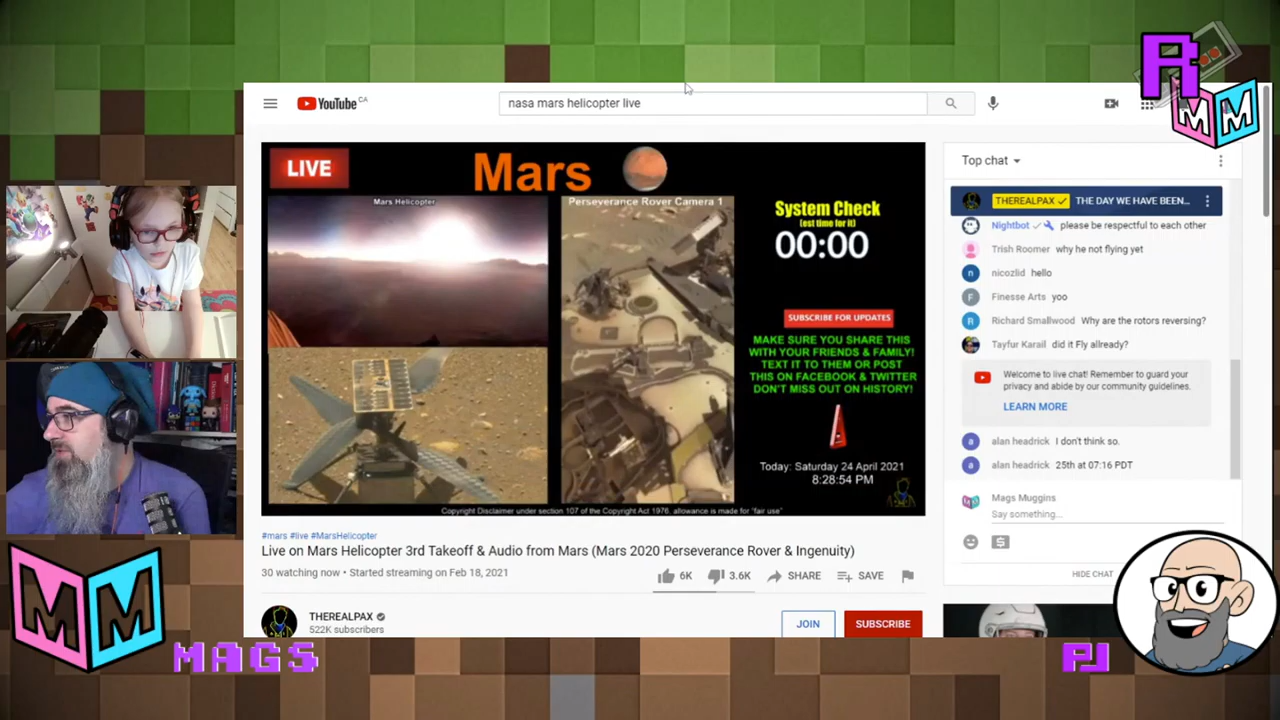 YouTube CA
nasa mars helicopter live
R
MM
LIVE
Mars
Mars Helicopter
Perseverance Rover Camera 1
System Check
(est time for it)
00:00
SUBSCRIBE FOR UPDATES
MAKE SURE YOU SHARE THIS
WITH YOUR FRIENDS & FAMILY!
TEXT IT TO THEM OR POST
THIS ON FACEBOOK & TWITTER
DON'T MISS OUT ON HISTORY!
Today: Saturday 24 April 2021
8:28:54 PM
Copyright Disclaimer under section 107 of the Copyright Act 1976, allowance is made for "fair use"
#mars #live #MarsHelicopter
Live on Mars Helicopter 3rd Takeoff & Audio from Mars (Mars 2020 Perseverance Rover & Ingenuity)
30 watching now • Started streaming on Feb 18, 2021
6K
3.6K
SHARE
SAVE
THEREALPAX
522K subscribers
JOIN
SUBSCRIBE
Top chat
THEREALPAX THE DAY WE HAVE BEEN...
Nightbot please be respectful to each other
Trish Roomer why he not flying yet
n nicozlid hello
F Finesse Arts yoo
R Richard Smallwood Why are the rotors reversing?
Tayfur Karail did it Fly allready?
Welcome to live chat! Remember to guard your
privacy and abide by our community guidelines.
LEARN MORE
a alan headrick I don't think so.
a alan headrick 25th at 07:16 PDT
Mags Muggins
Say something...
HIDE CHAT
MM
MAGS
PJ